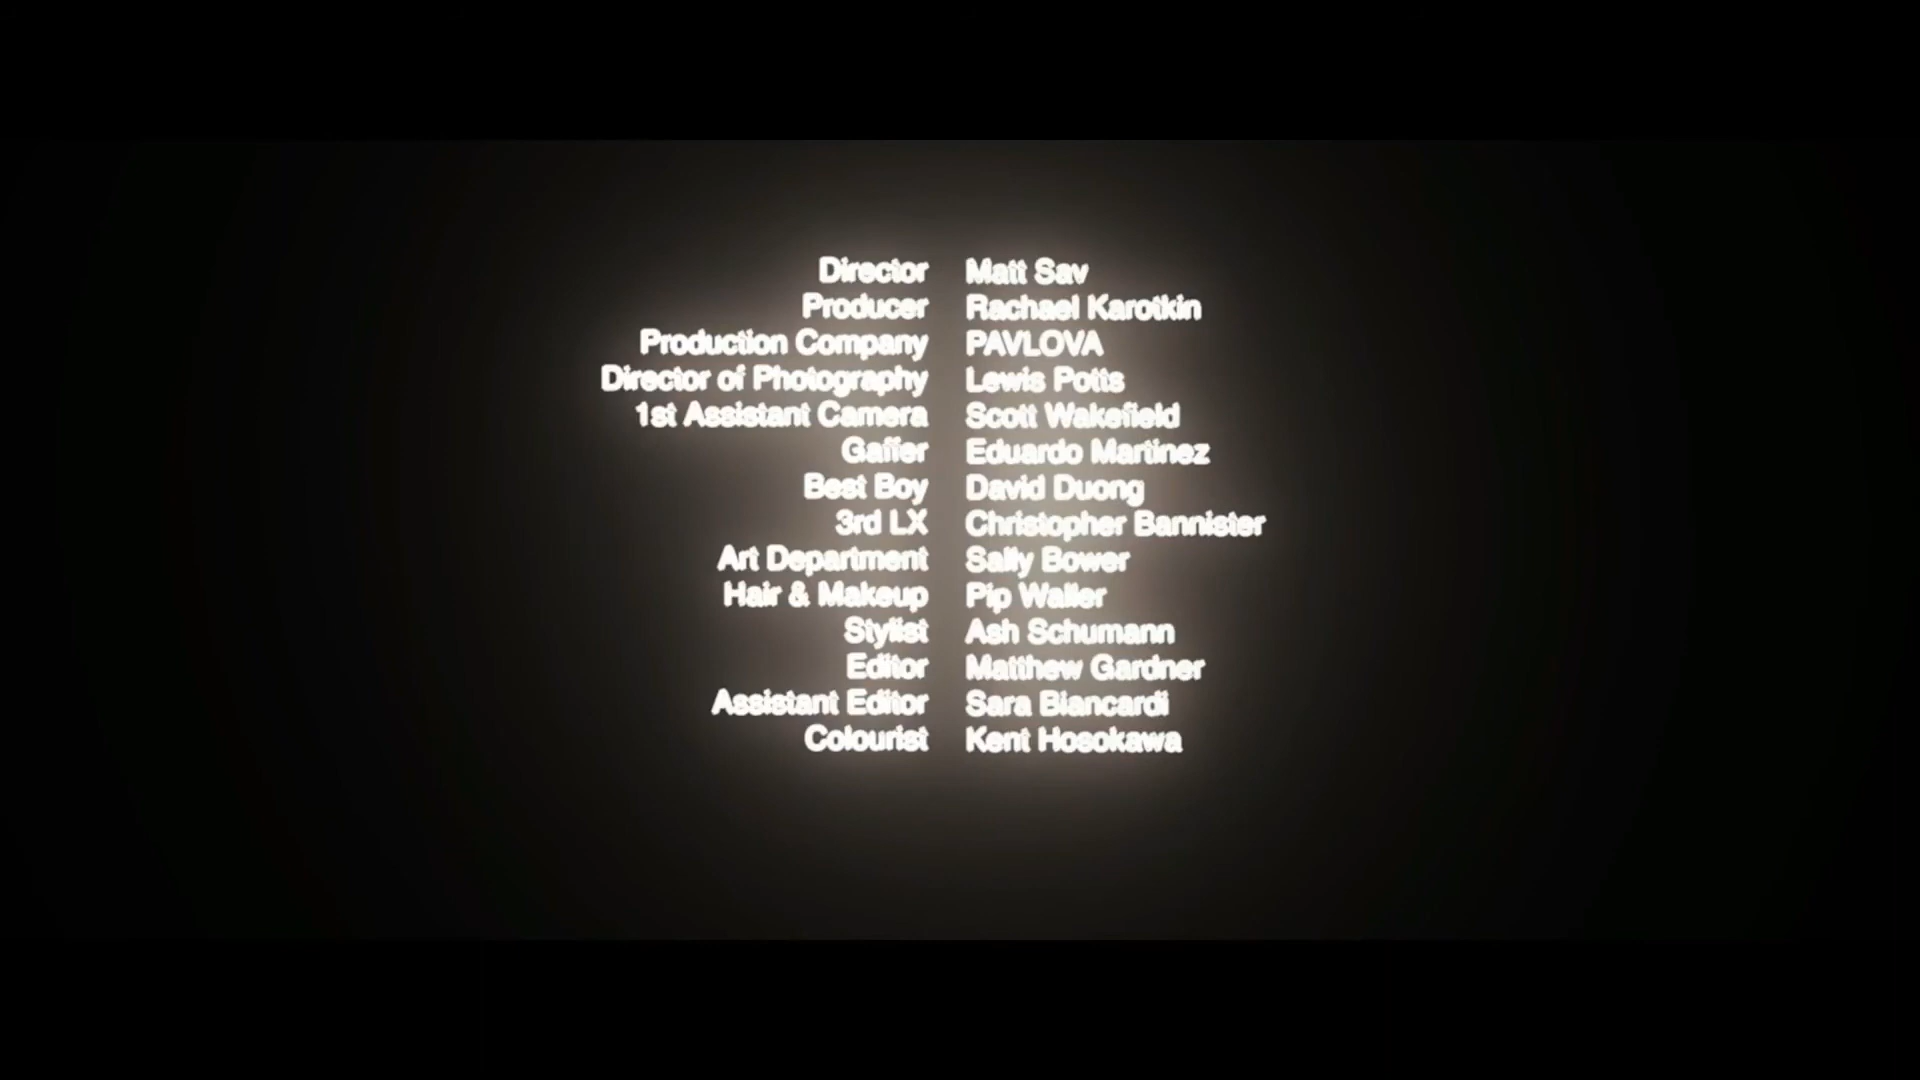 Director Matt Sav
Producer Rachael Karotkin
Production Company PAVLOVA
Director of Photography Lewis Potts
1st Assistant Camera Scott Wakefield
Gaffer Eduardo Martinez
Best Boy David Duong
3rd LX Christopher Bannister
Art Department Sally Bower
Hair & Makeup Pip Waller
Stylist Ash Schumann
Editor Matthew Gardner
Assistant Editor Sara Biancardi
Colourist Kent Hosokawa